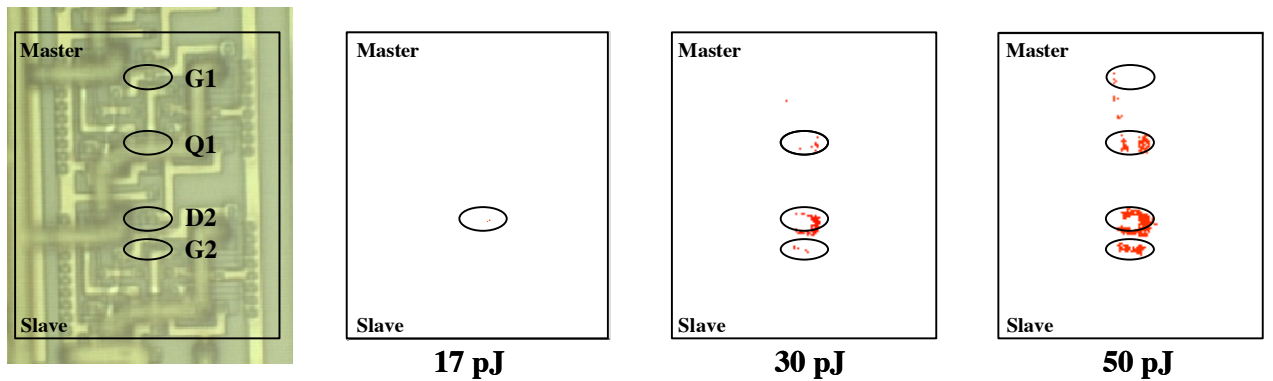 Master
G1
Q1
D2
G2
Slave
Master
Slave
17 pJ
Master
Slave
30 pJ
Master
Slave
50 pJ